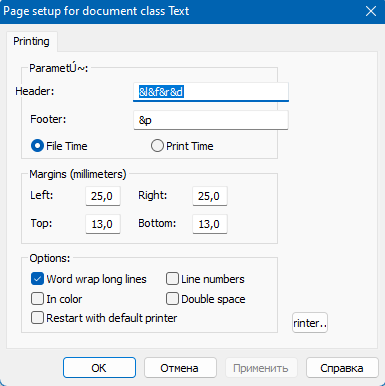 Page setup for document class Text
Printing
ParametÚ~:
Header: &l&f&r&d
Footer: &p
File Time Print Time
Margins (millimeters)
Left: 25,0 Right: 25,0
Top: 13,0 Bottom: 13,0
Options:
Word wrap long lines Line numbers
In color Double space
Restart with default printer
rinter..
OK Отмена Применить Справка